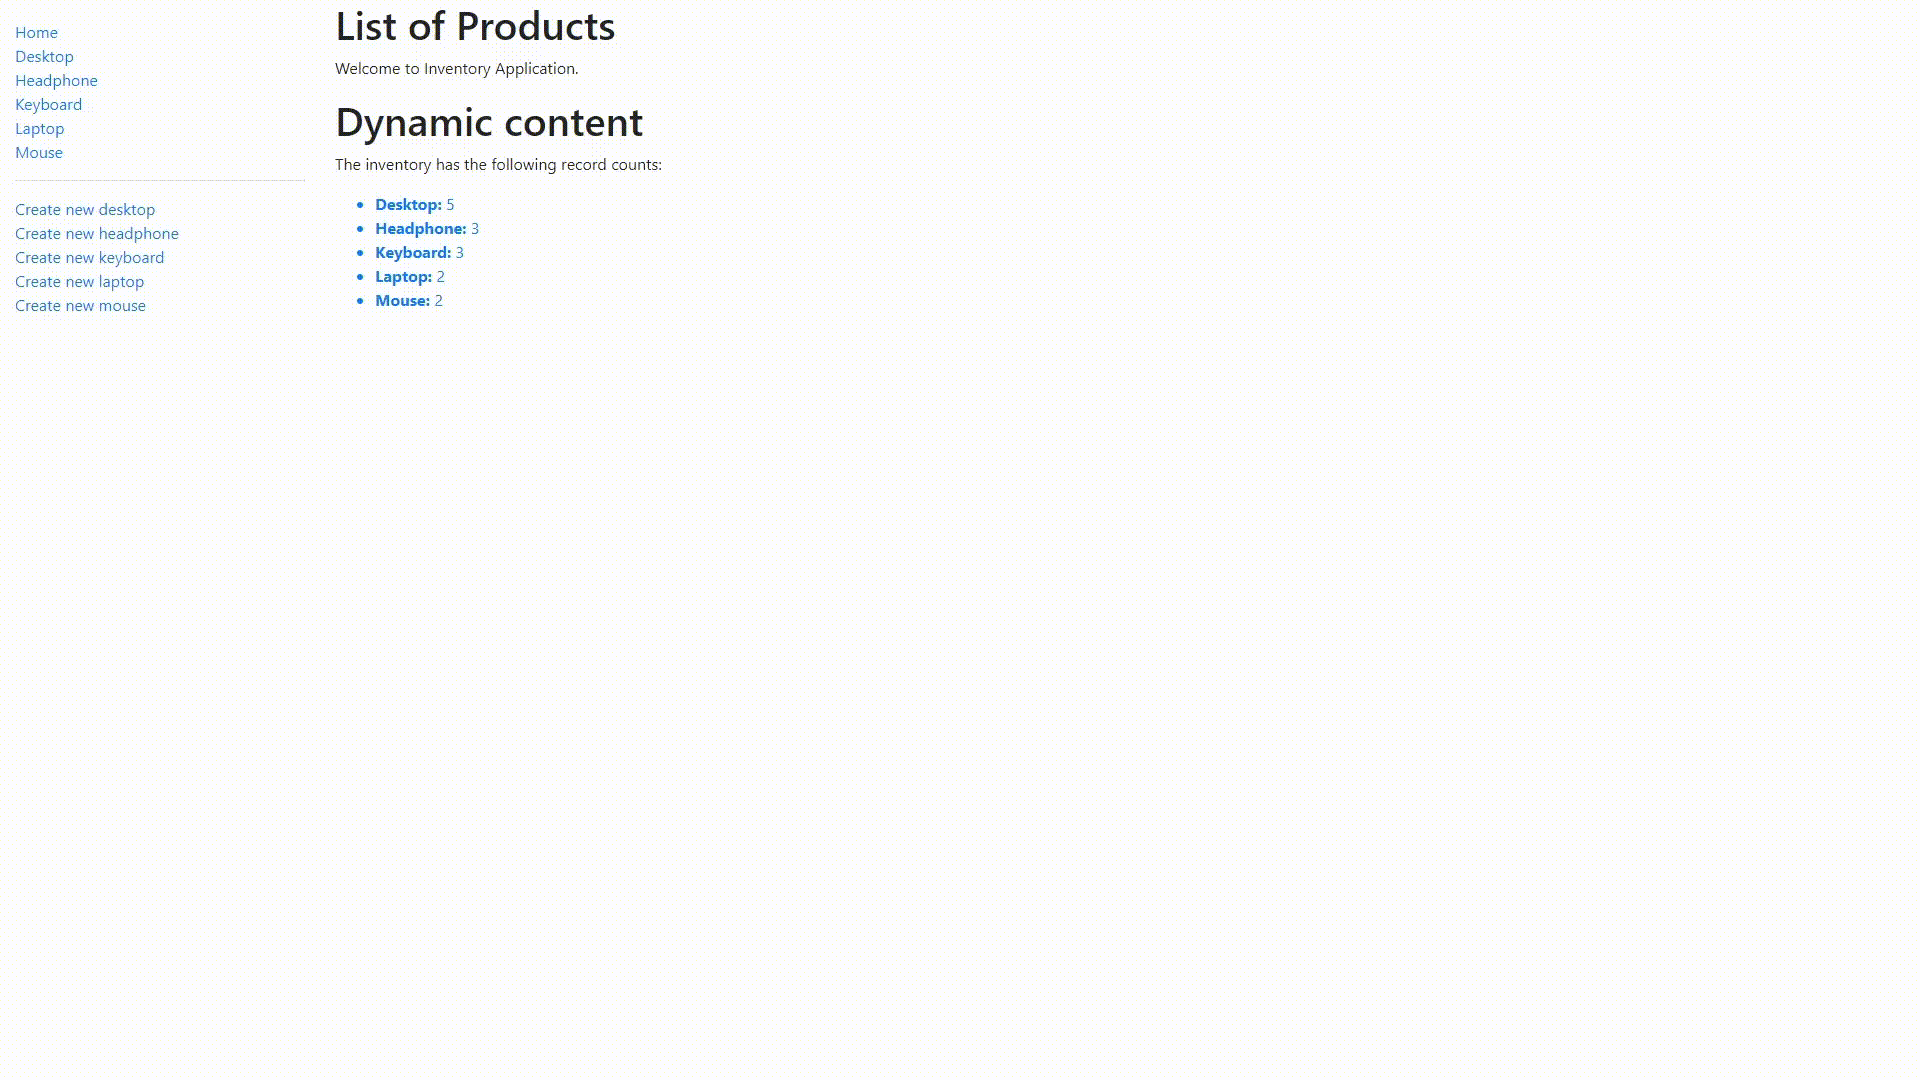 Home
Desktop
Headphone
Keyboard
Laptop
Mouse
Create new desktop
Create new headphone
Create new keyboard
Create new laptop
Create new mouse
List of Products
Welcome to Inventory Application.
Dynamic content
The inventory has the following record counts:
Desktop: 5
Headphone: 3
Keyboard: 3
Laptop: 2
Mouse: 2